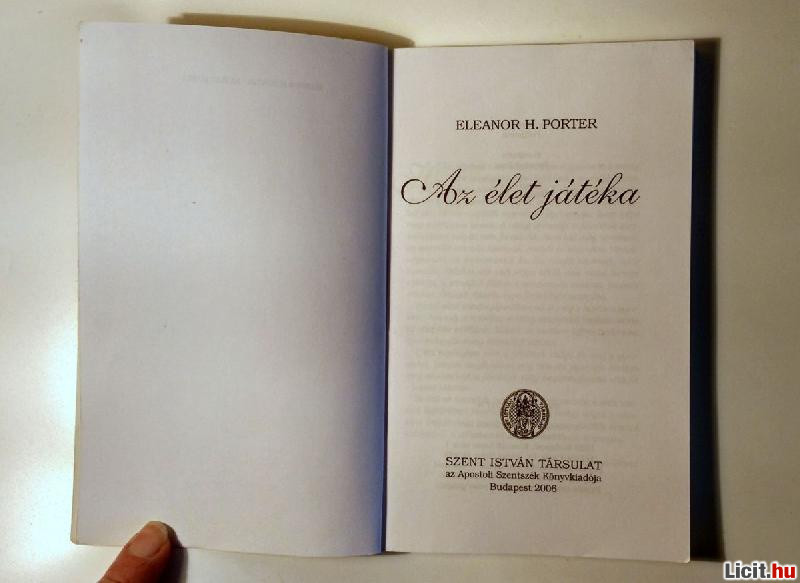 ELEANOR H. PORTER
Az élet játéka
SZENT ISTVÁN TÁRSULAT
az Apostoli Szentszék Könyvkiadója
Budapest 2006
Licit.hu